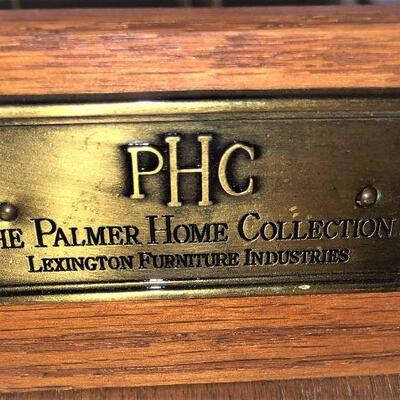 PHC
HE PALMER HOME COLLECTION
LEXINGTON FURNITURE INDUSTRIES